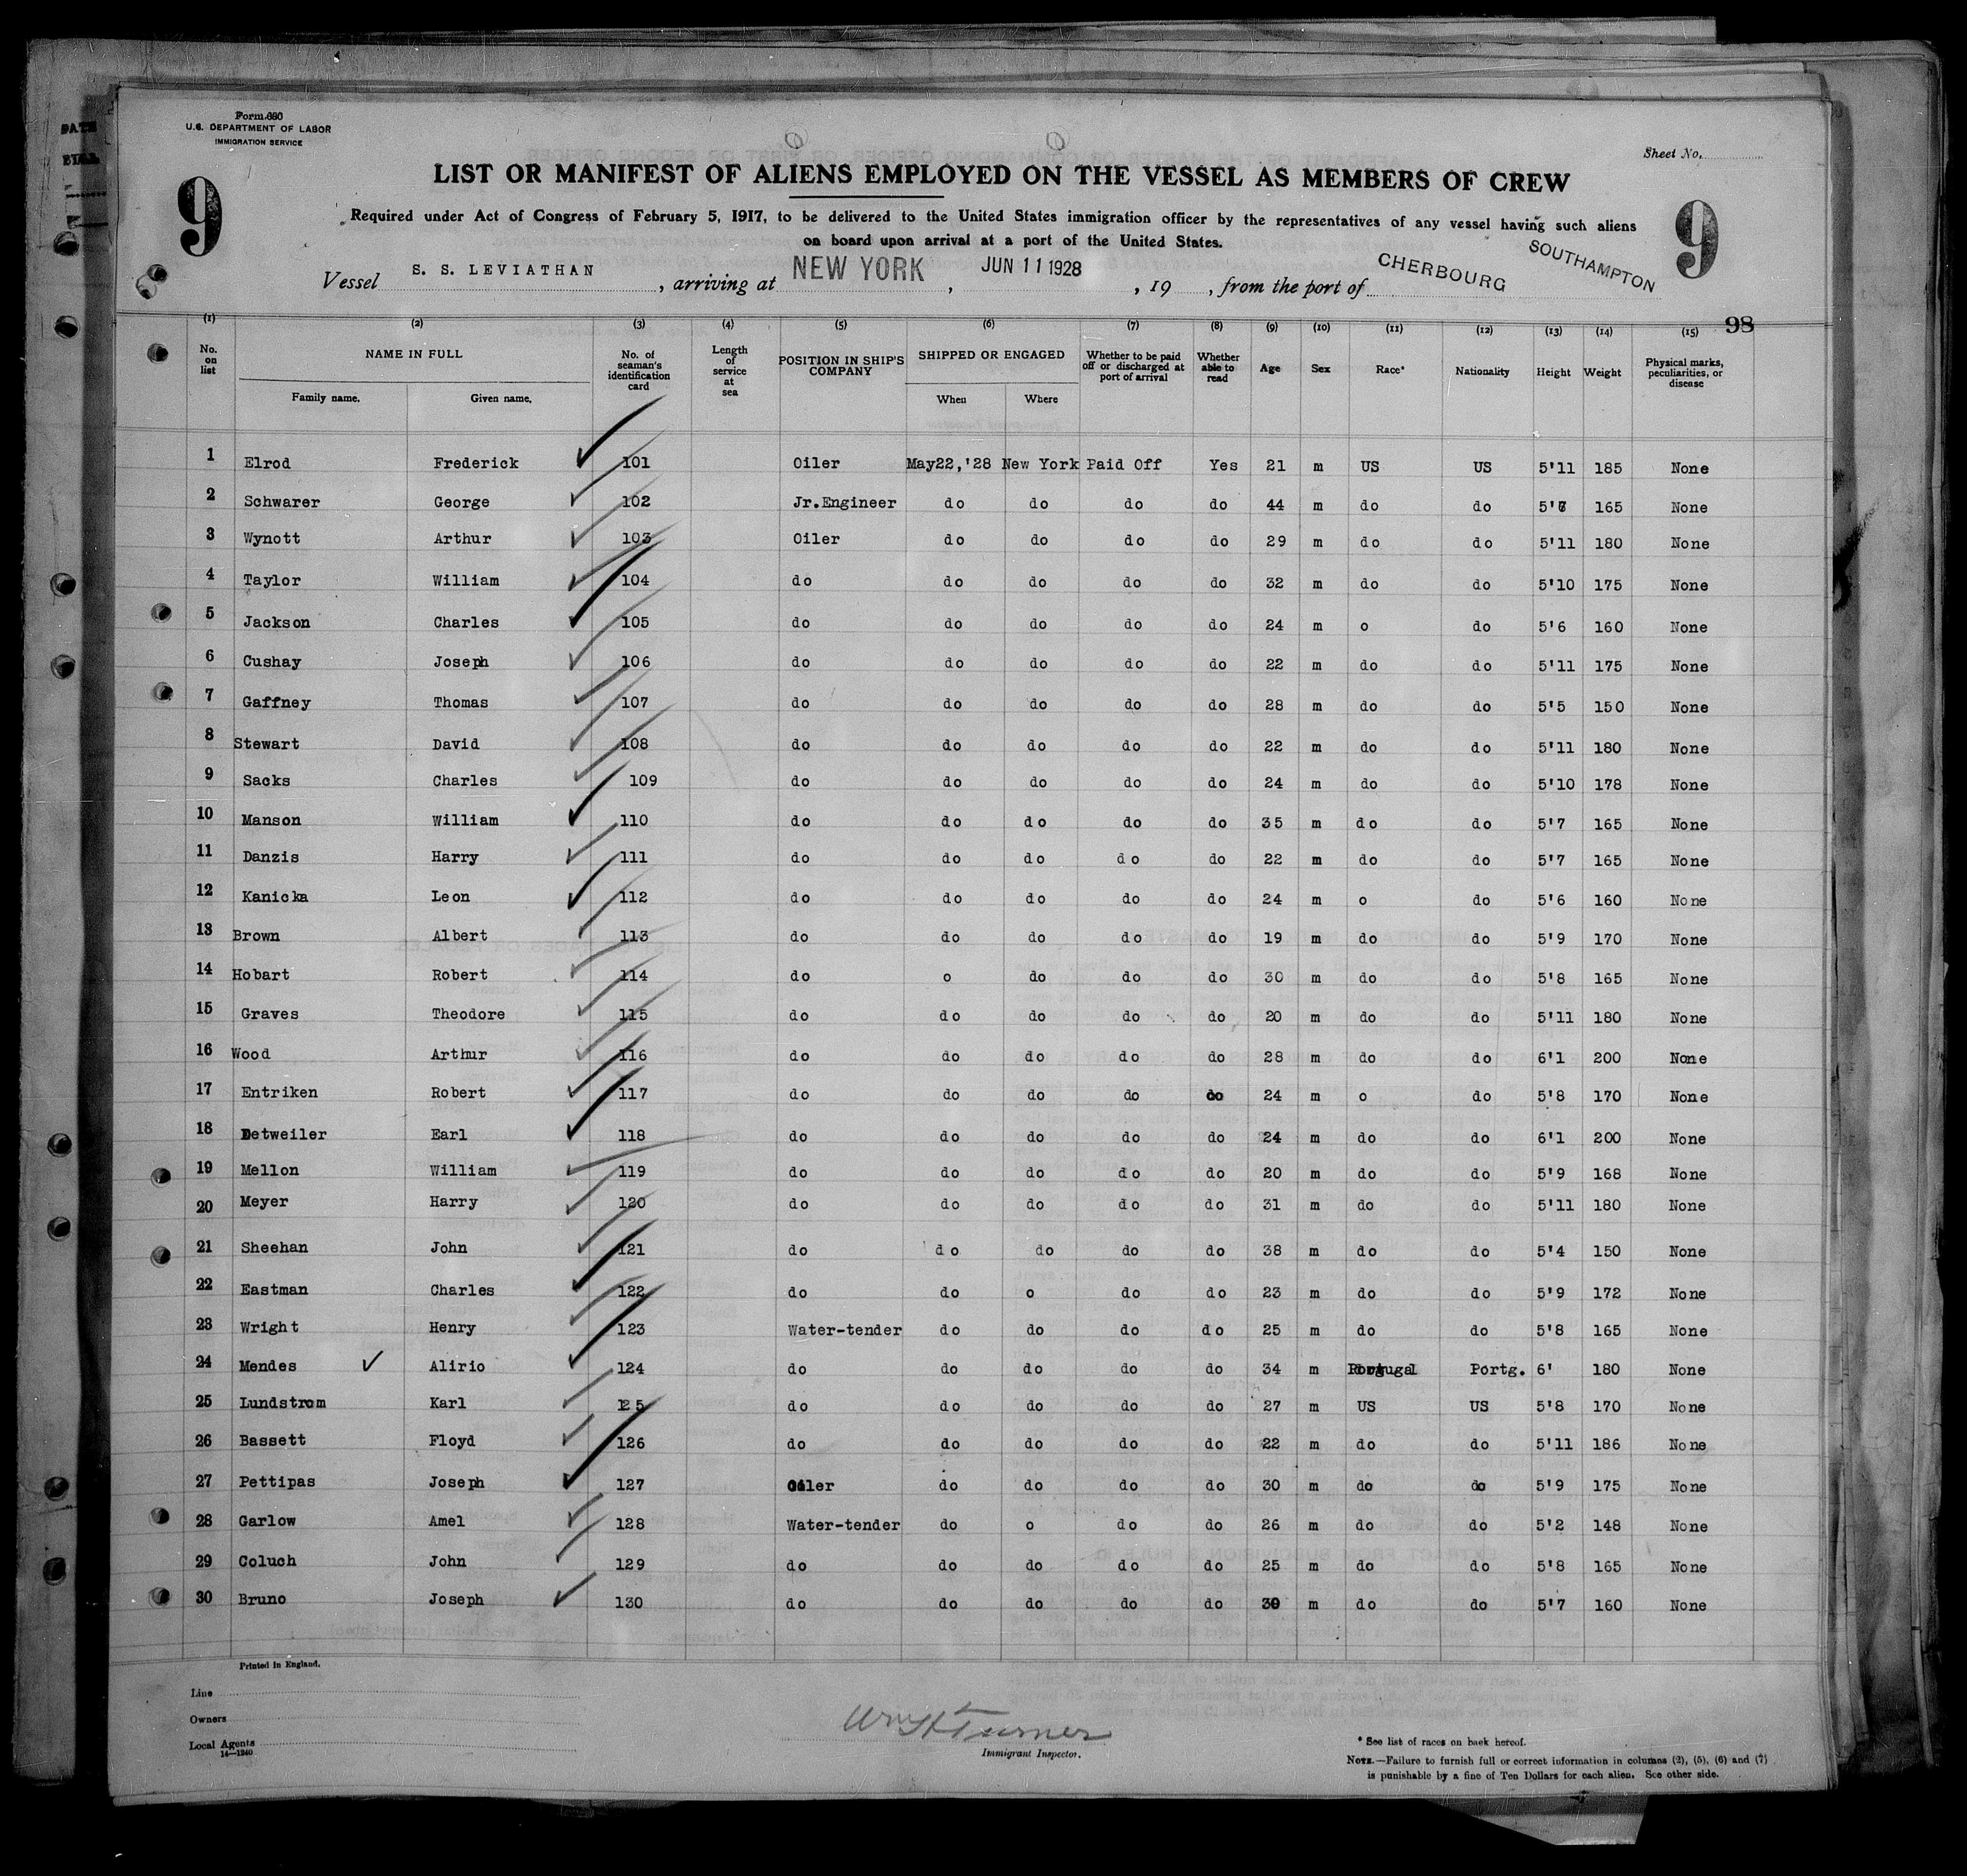 Form 680
U.S. DEPARTMENT OF LABOR
IMMIGRATION SERVICE
Sheet No.
9
9
LIST OR MANIFEST OF ALIENS EMPLOYED ON THE VESSEL AS MEMBERS OF CREW
Required under Act of Congress of February 5, 1917, to be delivered to the United States immigration officer by the representatives of any vessel having such aliens
on board upon arrival at a port of the United States.
Vessel S. S. LEVIATHAN, arriving at NEW YORK, JUN 11 1928, 19 , from the port of CHERBOURG SOUTHAMPTON
98
(1) (2) (3) (4) (5) (6) (7) (8) (9) (10) (11) (12) (13) (14) (15)
No. on list NAME IN FULL Family name. Given name. No. of seaman's identification card Length of service at sea POSITION IN SHIP'S COMPANY SHIPPED OR ENGAGED When Where Whether to be paid off or discharged at port of arrival Whether able to read Age Sex Race* Nationality Height Weight Physical marks, peculiarities, or disease
1 Elrod Frederick 101 Oiler May22,'28 New York Paid Off Yes 21 m US US 5'11 185 None
2 Schwarer George 102 Jr.Engineer do do do do 44 m do do 5' 165 None
3 Wynott Arthur 103 Oiler do do do do 29 m do do 5'11 180 None
4 Taylor William 104 do do do do do 32 m do do 5'10 175 None
5 Jackson Charles 105 do do do do do 24 m o do 5'6 160 None
6 Cushay Joseph 106 do do do do do 22 m do do 5'11 175 None
7 Gaffney Thomas 107 do do do do do 28 m do do 5'5 150 None
8 Stewart David 108 do do do do do 22 m do do 5'11 180 None
9 Sacks Charles 109 do do do do do 24 m do do 5'10 178 None
10 Manson William 110 do do do do do 35 m do do 5'7 165 None
11 Danzis Harry 111 do do do do do 22 m do do 5'7 165 None
12 Kanicka Leon 112 do do do do do 24 m o do 5'6 160 None
13 Brown Albert 113 do do do do do 19 m do do 5'9 170 None
14 Hobart Robert 114 do o do do do 30 m do do 5'8 165 None
15 Graves Theodore 115 do do do do do 20 m do do 5'11 180 None
16 Wood Arthur 116 do do do do do 28 m do do 6'1 200 None
17 Entriken Robert 117 do do do do do 24 m o do 5'8 170 None
18 Detweiler Earl 118 do do do do do 24 m do do 6'1 200 None
19 Mellon William 119 do do do do do 20 m do do 5'9 168 None
20 Meyer Harry 120 do do do do do 31 m do do 5'11 180 None
21 Sheehan John 121 do do do do do 38 m do do 5'4 150 None
22 Eastman Charles 122 do do o do do 23 m do do 5'9 172 None
23 Wright Henry 123 Water-tender do do do do 25 m do do 5'8 165 None
24 Mendes Alirio 124 do do do do do 34 m Portugal Portg. 6' 180 None
25 Lundstrom Karl 125 do do do do do 27 m US US 5'8 170 None
26 Bassett Floyd 126 do do do do do 22 m do do 5'11 186 None
27 Pettipas Joseph 127 Oiler do do do do 30 m do do 5'9 175 None
28 Garlow Amel 128 Water-tender do o do do 26 m do do 5'2 148 None
29 Coluch John 129 do do do do do 25 m do do 5'8 165 None
30 Bruno Joseph 130 do do do do do 30 m do do 5'7 160 None
Printed in England.
Line
Owners
Local Agents
14—1240
Wm H Turner
Immigrant Inspector.
* See list of races on back hereof.
NOTE.—Failure to furnish full or correct information in columns (2), (5), (6) and (7)
is punishable by a fine of Ten Dollars for each alien. See other side.